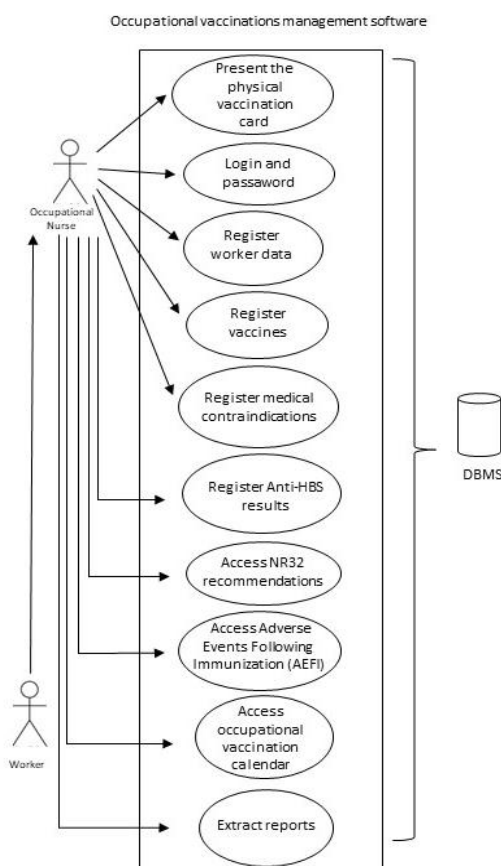 Occupational vaccinations management software
Present the
physical
vaccination
card
Login and
passaword
Occupational
Nurse
Register
worker data
Register
vaccines
Register medical
contraindications
DBMS
Register Anti-HBS
results
Access NR32
recommendations
Access Adverse
Events Following
Immunization (AEFI)
Worker
Access
occupational
vaccination
calendar
Extract reports